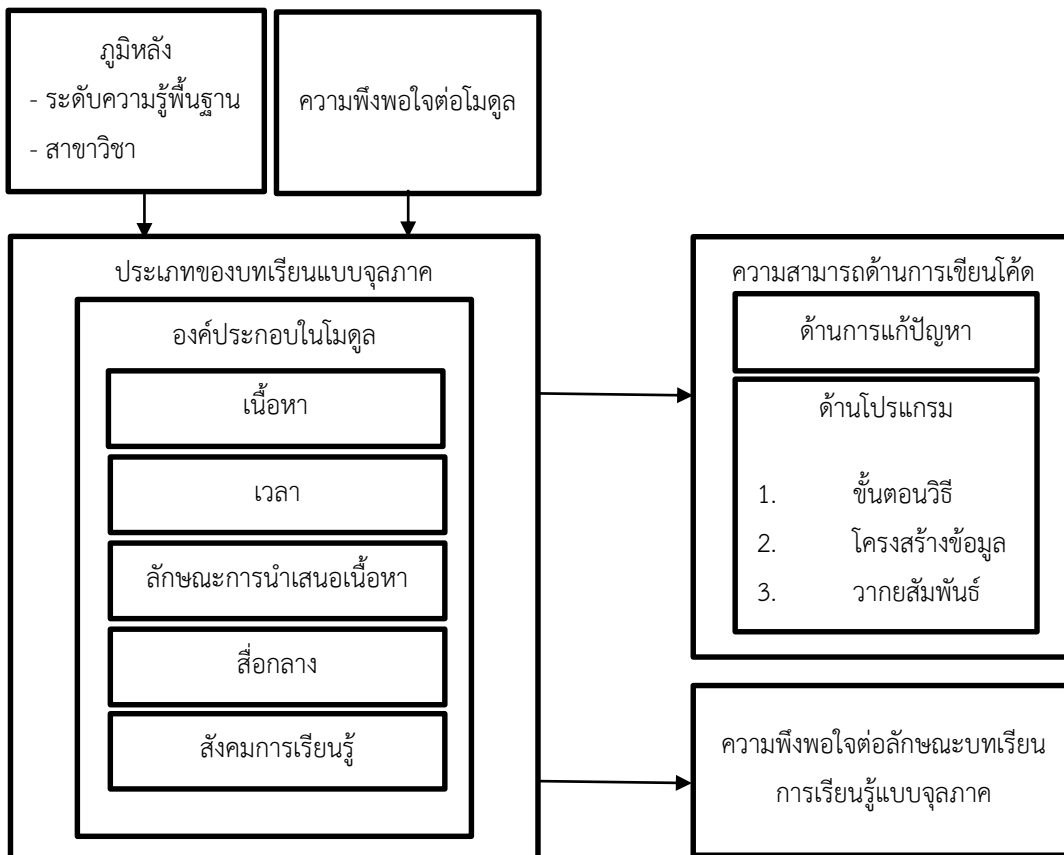 ภูมิหลัง
- ระดับความรู้พื้นฐาน
- สาขาวิชา
ความพึงพอใจต่อโมดูล
ประเภทของบทเรียนแบบจุลภาค
องค์ประกอบในโมดูล
เนื้อหา
เวลา
ลักษณะการนำเสนอเนื้อหา
สื่อกลาง
สังคมการเรียนรู้
ความสามารถด้านการเขียนโค้ด
ด้านการแก้ปัญหา
ด้านโปรแกรม
1. ขั้นตอนวิธี
2. โครงสร้างข้อมูล
3. วากยสัมพันธ์
ความพึงพอใจต่อลักษณะบทเรียน
การเรียนรู้แบบจุลภาค